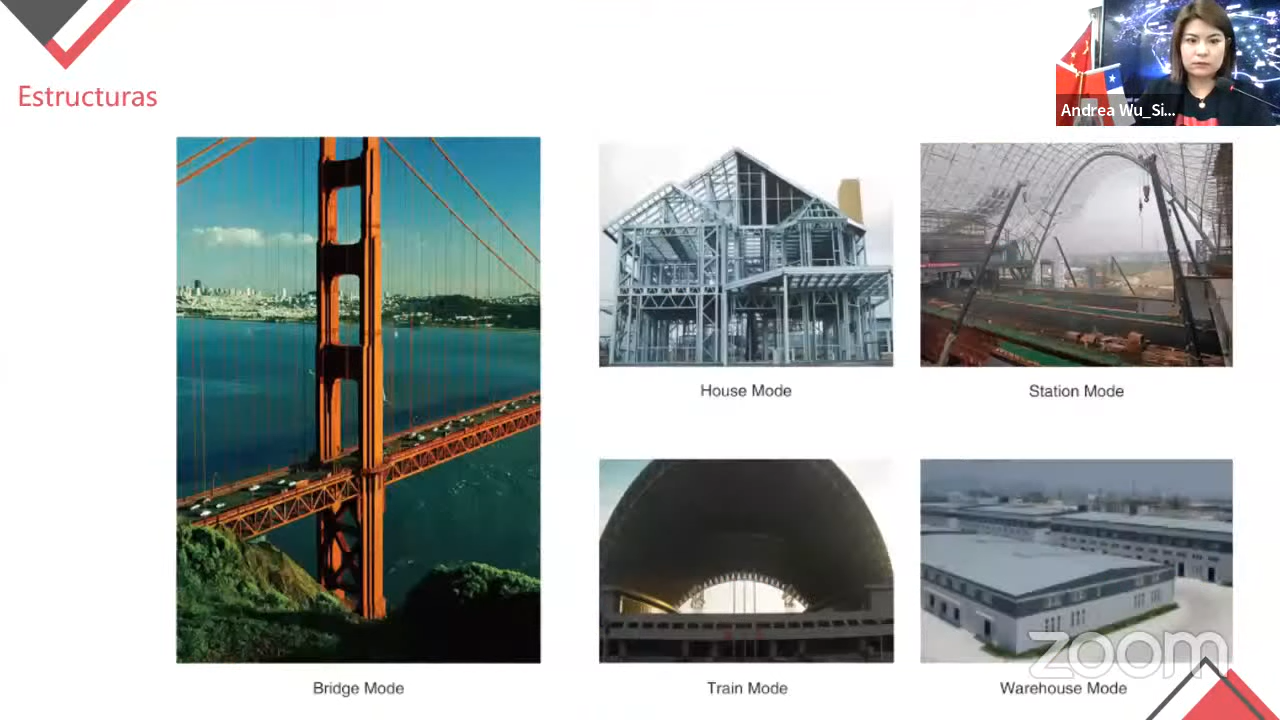 Estructuras
Andrea Wu_Si...
House Mode
Station Mode
Bridge Mode
Train Mode
Warehouse Mode
zoom